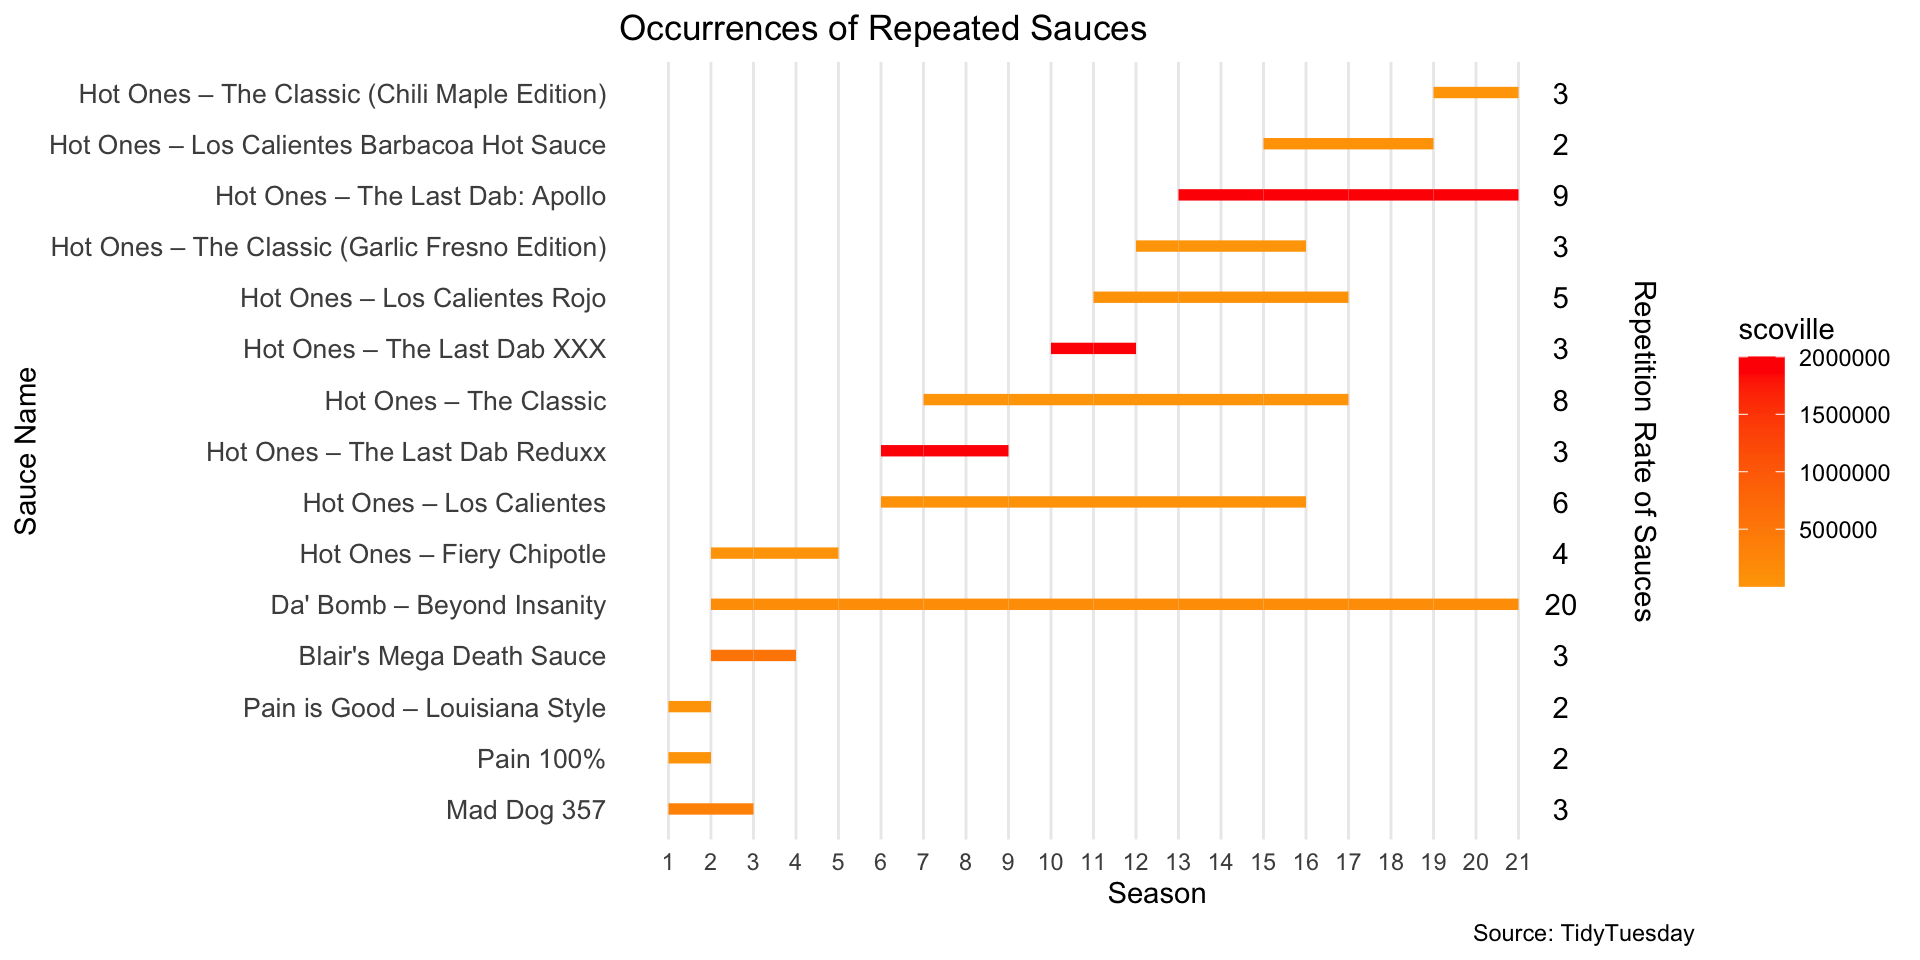 Occurrences of Repeated Sauces
Sauce Name
Hot Ones – The Classic (Chili Maple Edition) 3
Hot Ones – Los Calientes Barbacoa Hot Sauce 2
Hot Ones – The Last Dab: Apollo 9
Hot Ones – The Classic (Garlic Fresno Edition) 3
Hot Ones – Los Calientes Rojo 5
Hot Ones – The Last Dab XXX 3
Hot Ones – The Classic 8
Hot Ones – The Last Dab Reduxx 3
Hot Ones – Los Calientes 6
Hot Ones – Fiery Chipotle 4
Da' Bomb – Beyond Insanity 20
Blair's Mega Death Sauce 3
Pain is Good – Louisiana Style 2
Pain 100% 2
Mad Dog 357 3
1 2 3 4 5 6 7 8 9 10 11 12 13 14 15 16 17 18 19 20 21
Season
Repetition Rate of Sauces
scoville
2000000
1500000
1000000
500000
Source: TidyTuesday